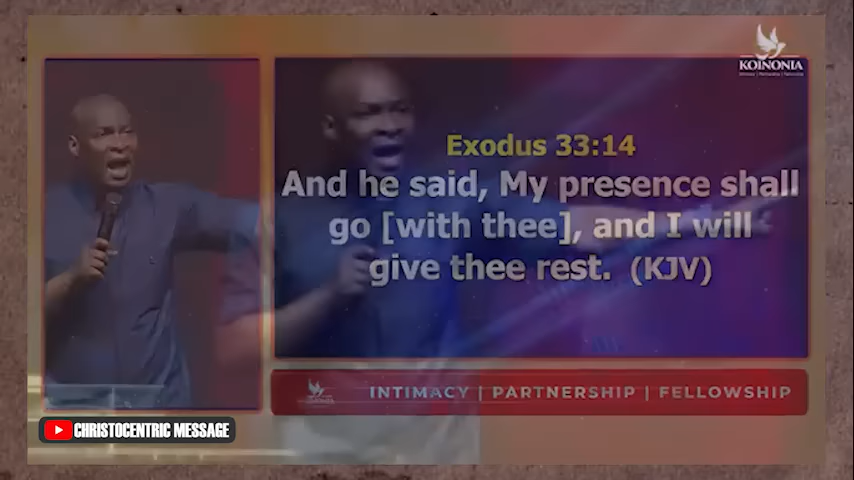 KOINONIA
Exodus 33:14
And he said, My presence shall
go [with thee], and I will
give thee rest. (KJV)
INTIMACY | PARTNERSHIP | FELLOWSHIP
CHRISTOCENTRIC MESSAGE